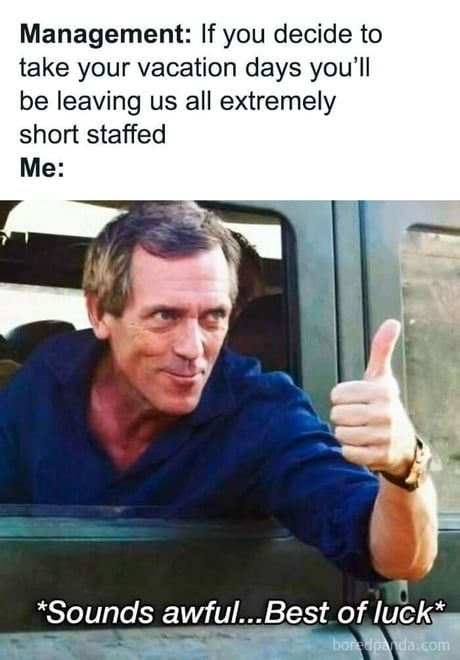 Management: If you decide to
take your vacation days you’ll
be leaving us all extremely
short staffed
Me:
*Sounds awful...Best of luck*
boredpanda.com